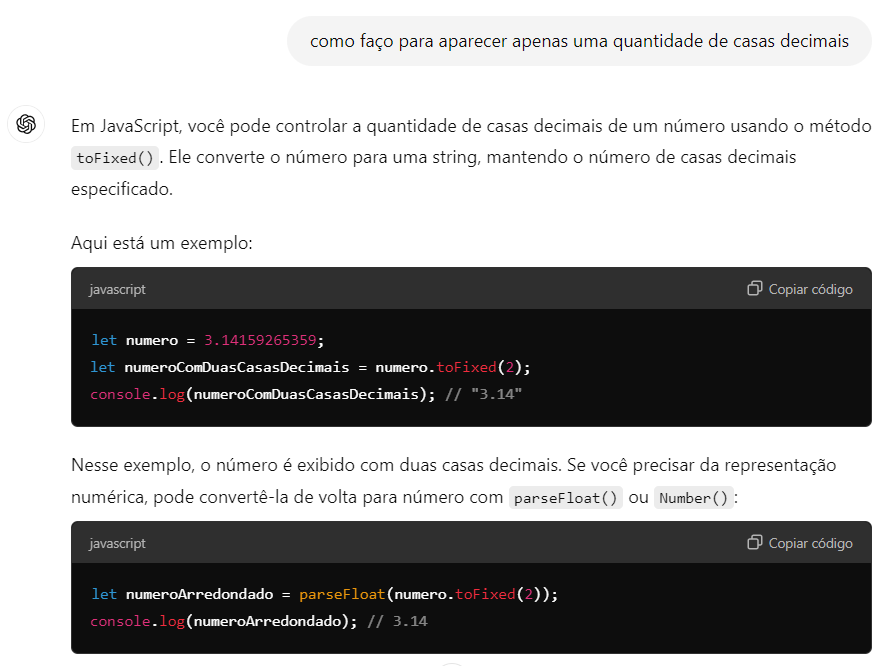 como faço para aparecer apenas uma quantidade de casas decimais
Em JavaScript, você pode controlar a quantidade de casas decimais de um número usando o método
toFixed(). Ele converte o número para uma string, mantendo o número de casas decimais
especificado.
Aqui está um exemplo:
javascript
Copiar código
let numero = 3.14159265359;
let numeroComDuasCasasDecimais = numero.toFixed(2);
console.log(numeroComDuasCasasDecimais); // "3.14"
Nesse exemplo, o número é exibido com duas casas decimais. Se você precisar da representação
numérica, pode convertê-la de volta para número com parseFloat() ou Number():
javascript
Copiar código
let numeroArredondado = parseFloat(numero.toFixed(2));
console.log(numeroArredondado); // 3.14